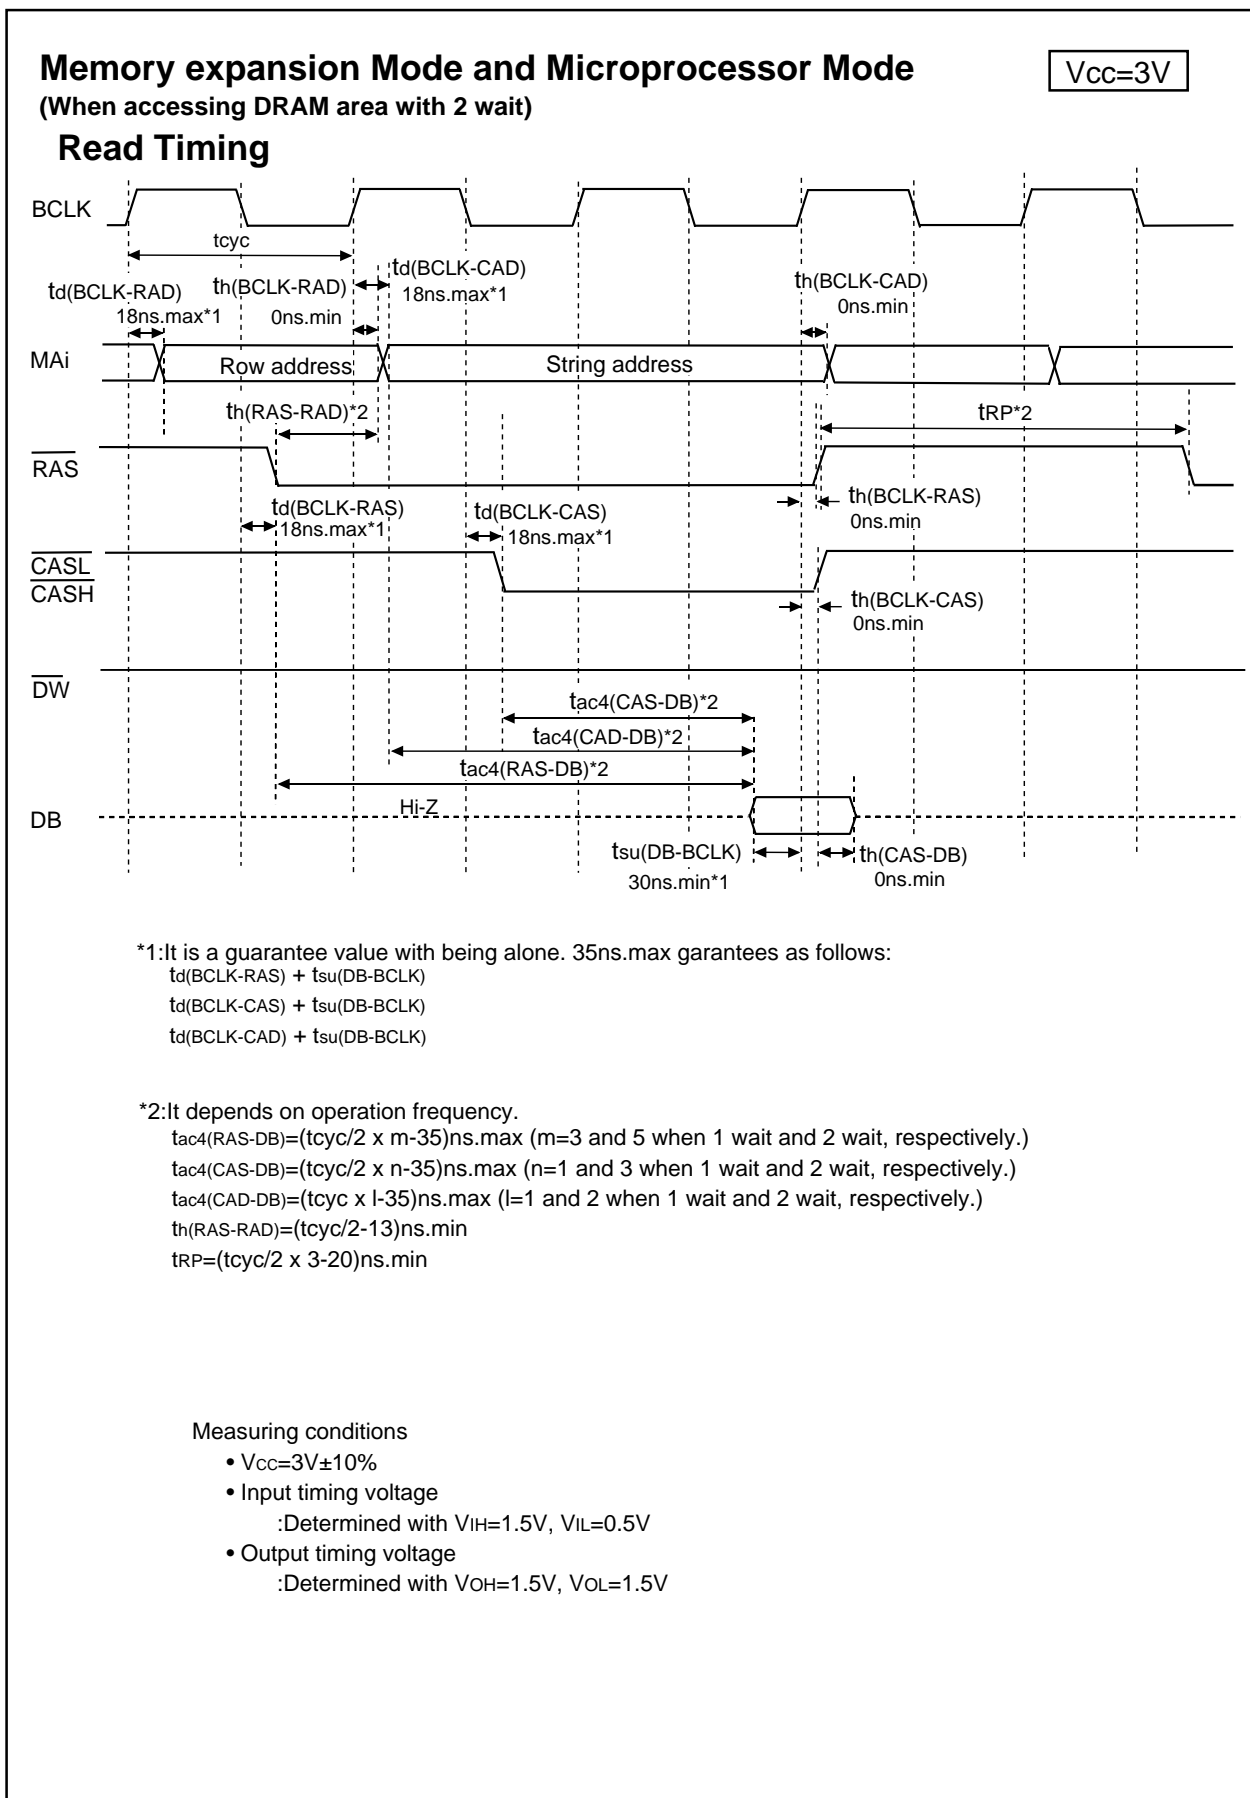 Memory expansion Mode and Microprocessor Mode
Vcc=3V
(When accessing DRAM area with 2 wait)
Read Timing
BCLK
tcyc
td(BCLK-RAD)
18ns.max*1
th(BCLK-RAD)
0ns.min
td(BCLK-CAD)
18ns.max*1
th(BCLK-CAD)
0ns.min
MAi
Row address
String address
th(RAS-RAD)*2
tRP*2
RAS
td(BCLK-RAS)
18ns.max*1
td(BCLK-CAS)
18ns.max*1
th(BCLK-RAS)
0ns.min
CASL
CASH
th(BCLK-CAS)
0ns.min
DW
tac4(CAS-DB)*2
tac4(CAD-DB)*2
tac4(RAS-DB)*2
Hi-Z
DB
tsu(DB-BCLK)
30ns.min*1
th(CAS-DB)
0ns.min
*1:It is a guarantee value with being alone. 35ns.max garantees as follows:
td(BCLK-RAS) + tsu(DB-BCLK)
td(BCLK-CAS) + tsu(DB-BCLK)
td(BCLK-CAD) + tsu(DB-BCLK)
*2:It depends on operation frequency.
tac4(RAS-DB)=(tcyc/2 x m-35)ns.max (m=3 and 5 when 1 wait and 2 wait, respectively.)
tac4(CAS-DB)=(tcyc/2 x n-35)ns.max (n=1 and 3 when 1 wait and 2 wait, respectively.)
tac4(CAD-DB)=(tcyc x l-35)ns.max (l=1 and 2 when 1 wait and 2 wait, respectively.)
th(RAS-RAD)=(tcyc/2-13)ns.min
tRP=(tcyc/2 x 3-20)ns.min
Measuring conditions
• VCC=3V±10%
• Input timing voltage
:Determined with VIH=1.5V, VIL=0.5V
• Output timing voltage
:Determined with VOH=1.5V, VOL=1.5V